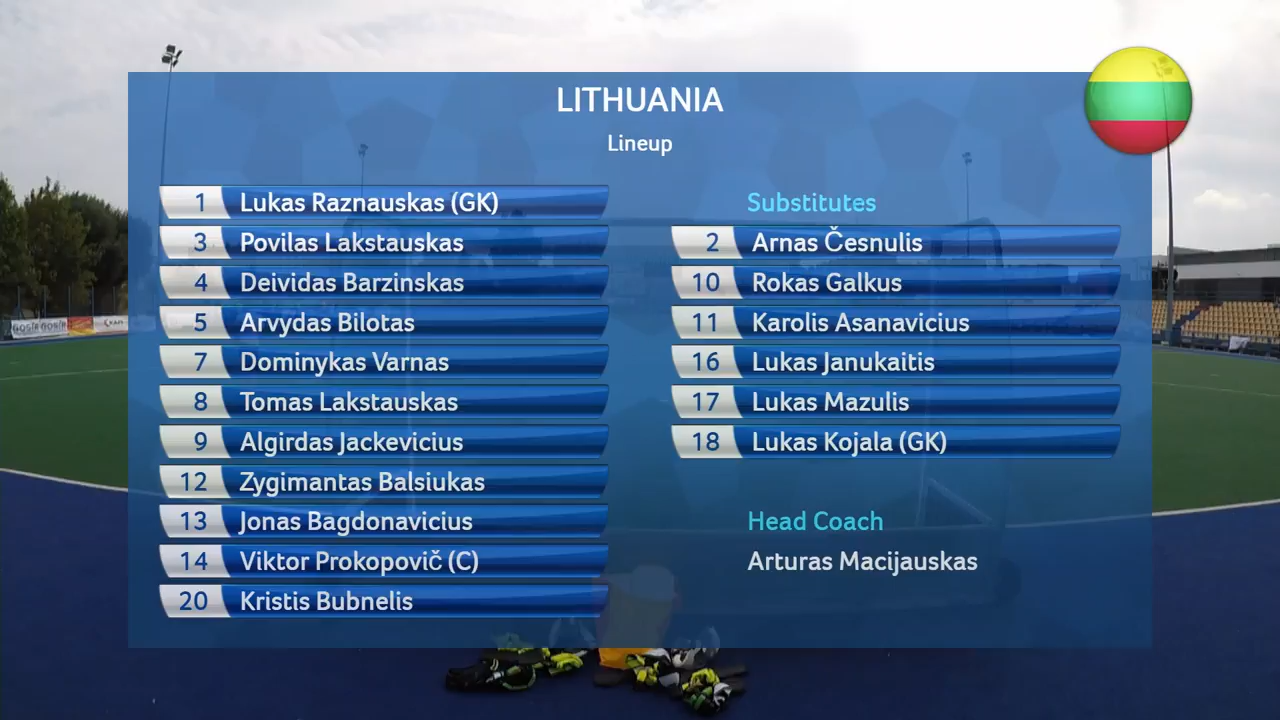 LITHUANIA
Lineup
1 Lukas Raznauskas (GK)
3 Povilas Lakstauskas
4 Deividas Barzinskas
5 Arvydas Bilotas
7 Dominykas Varnas
8 Tomas Lakstauskas
9 Algirdas Jackevicius
12 Zygimantas Balsiukas
13 Jonas Bagdonavicius
14 Viktor Prokopovič (C)
20 Kristis Bubnelis
Substitutes
2 Arnas Česnulis
10 Rokas Galkus
11 Karolis Asanavicius
16 Lukas Janukaitis
17 Lukas Mazulis
18 Lukas Kojala (GK)
Head Coach
Arturas Macijauskas